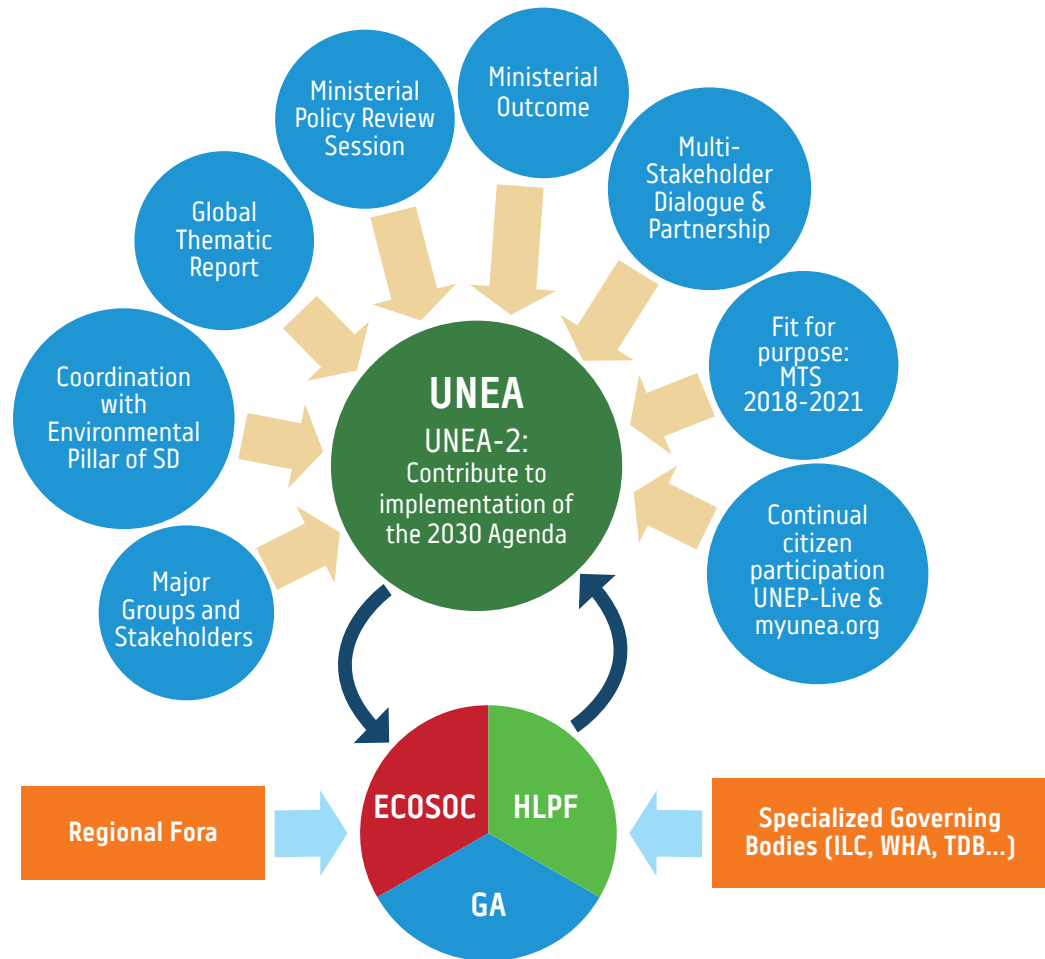 Ministerial
Policy Review
Session
Ministerial
Outcome
Multi-
Stakeholder
Dialogue &
Partnership
Global
Thematic
Report
Fit for
purpose:
MTS
2018-2021
Coordination
with
Environmental
Pillar of SD
UNEA
UNEA-2:
Contribute to
implementation of
the 2030 Agenda
Continual
citizen
participation
UNEP-Live &
myunea.org
Major
Groups and
Stakeholders
ECOSOC
HLPF
GA
Regional Fora
Specialized Governing
Bodies (ILC, WHA, TDB...)